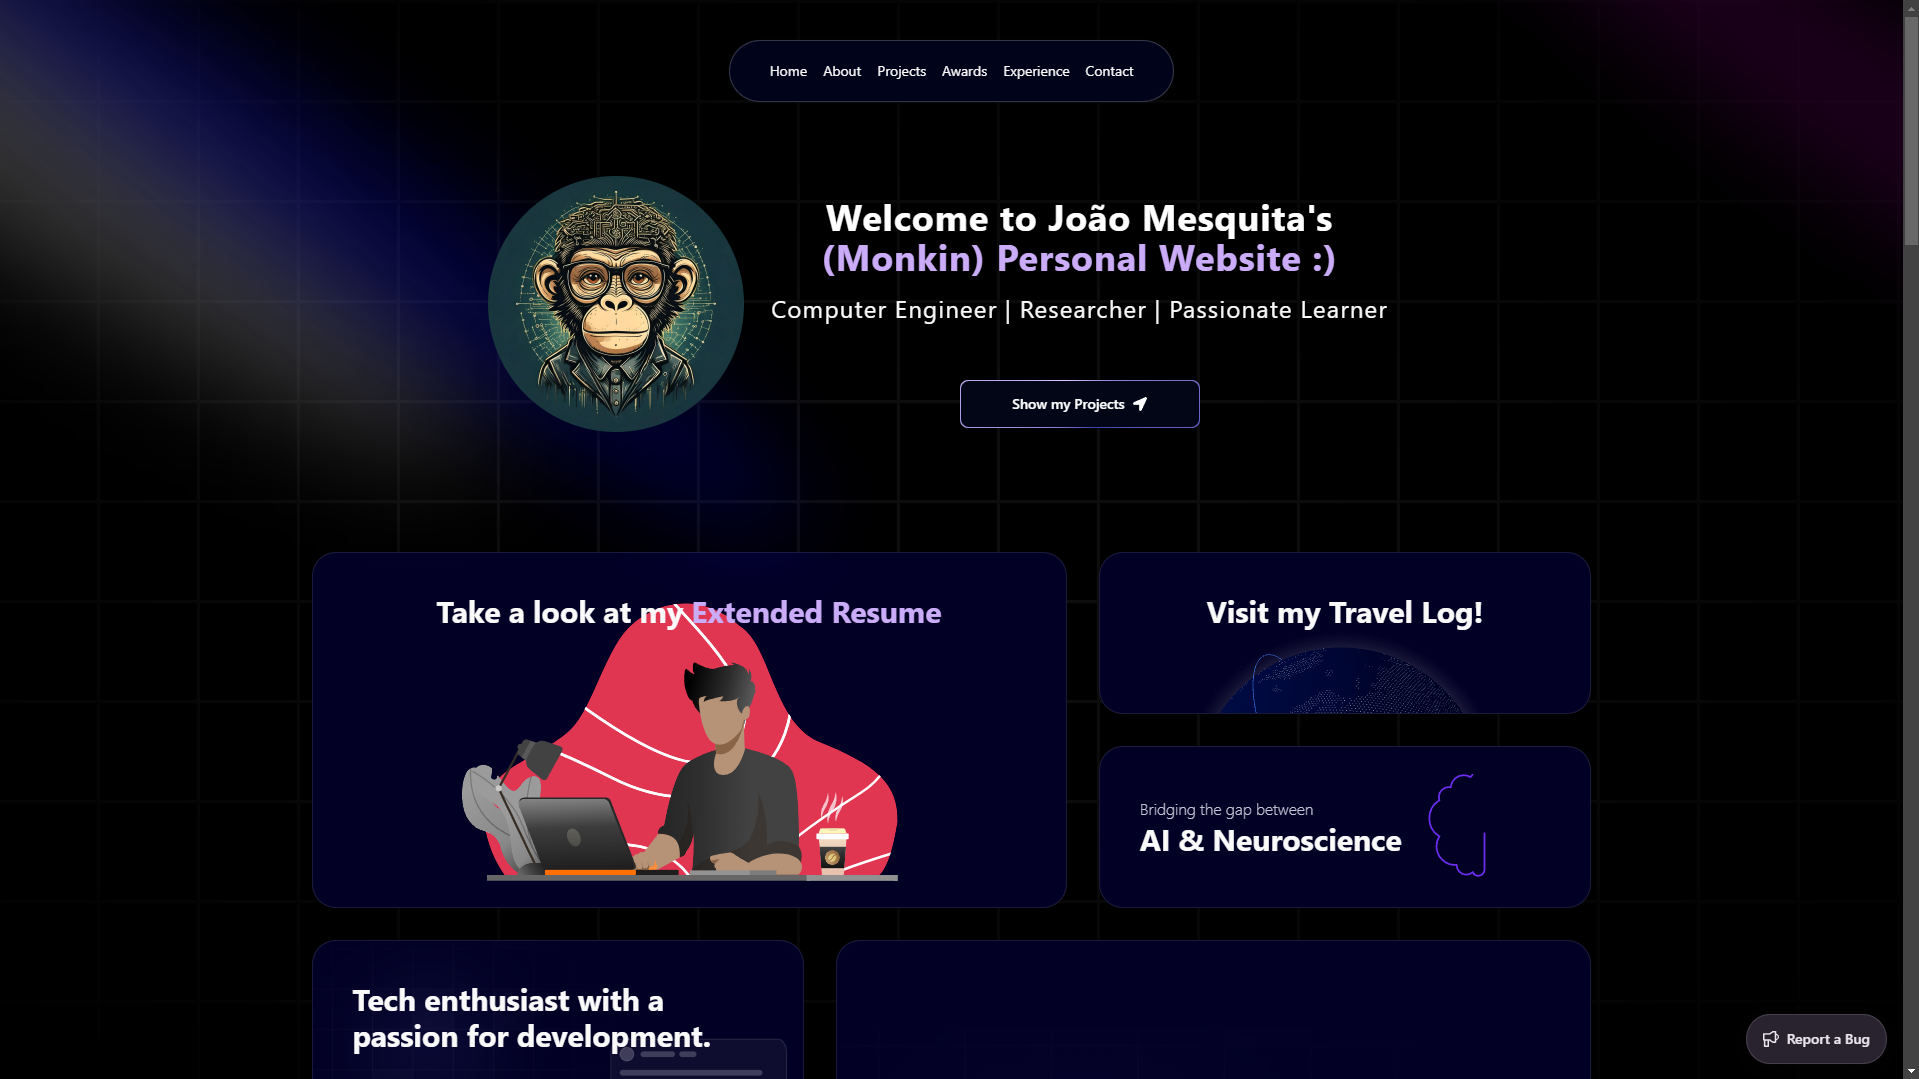 Home About Projects Awards Experience Contact
Welcome to João Mesquita's
(Monkin) Personal Website :)
Computer Engineer | Researcher | Passionate Learner
Show my Projects
Take a look at my Extended Resume
Visit my Travel Log!
Bridging the gap between
AI & Neuroscience
Tech enthusiast with a
passion for development.
Report a Bug